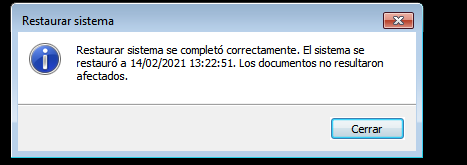 Restaurar sistema
Restaurar sistema se completó correctamente. El sistema se
restauró a 14/02/2021 13:22:51. Los documentos no resultaron
afectados.
Cerrar